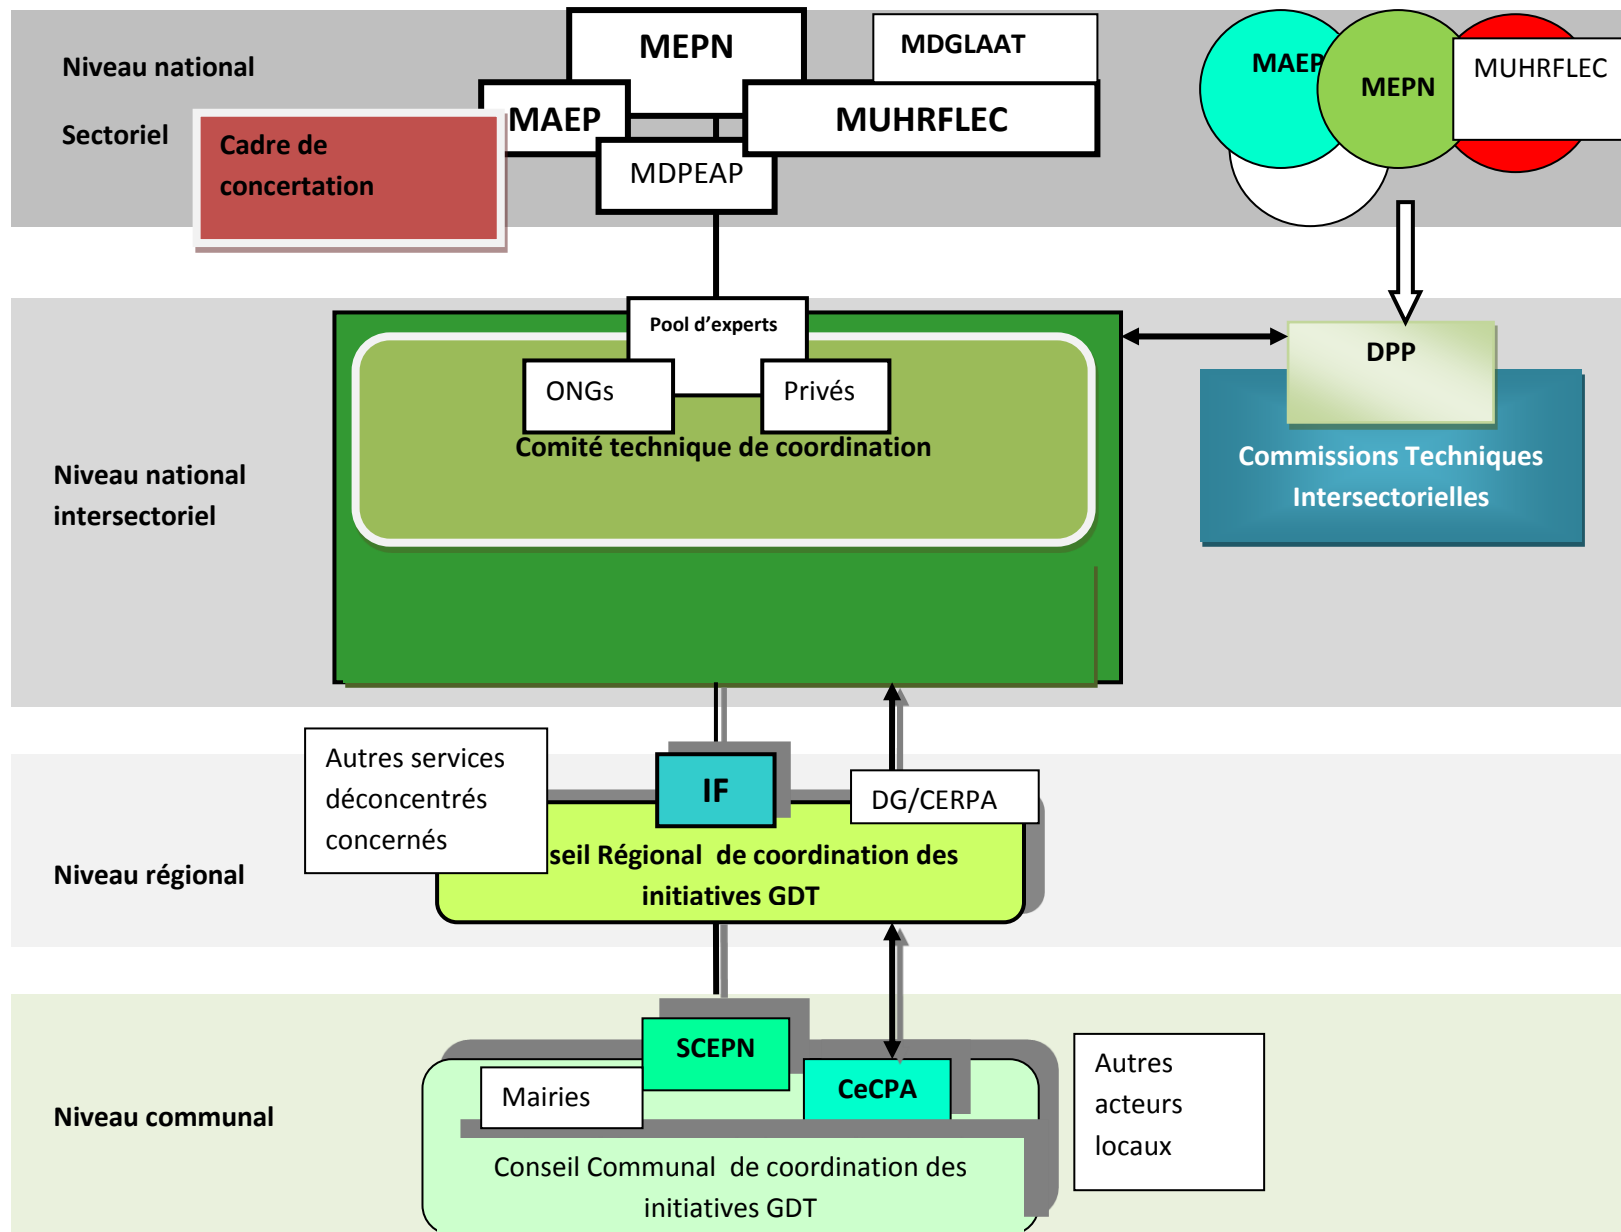 Niveau national
Sectoriel
Cadre de
concertation
MEPN
MDGLAAT
MAEP
MUHRFLEC
MDPEAP
MAEP
MEPN
MUHRFLEC
Niveau national
intersectoriel
Pool d’experts
ONGs
Privés
Comité technique de coordination
DPP
Commissions Techniques
Intersectorielles
Niveau régional
Autres services
déconcentrés
concernés
IF
DG/CERPA
seil Régional de coordination des
initiatives GDT
Niveau communal
SCEPN
Mairies
CeCPA
Conseil Communal de coordination des
initiatives GDT
Autres
acteurs
locaux